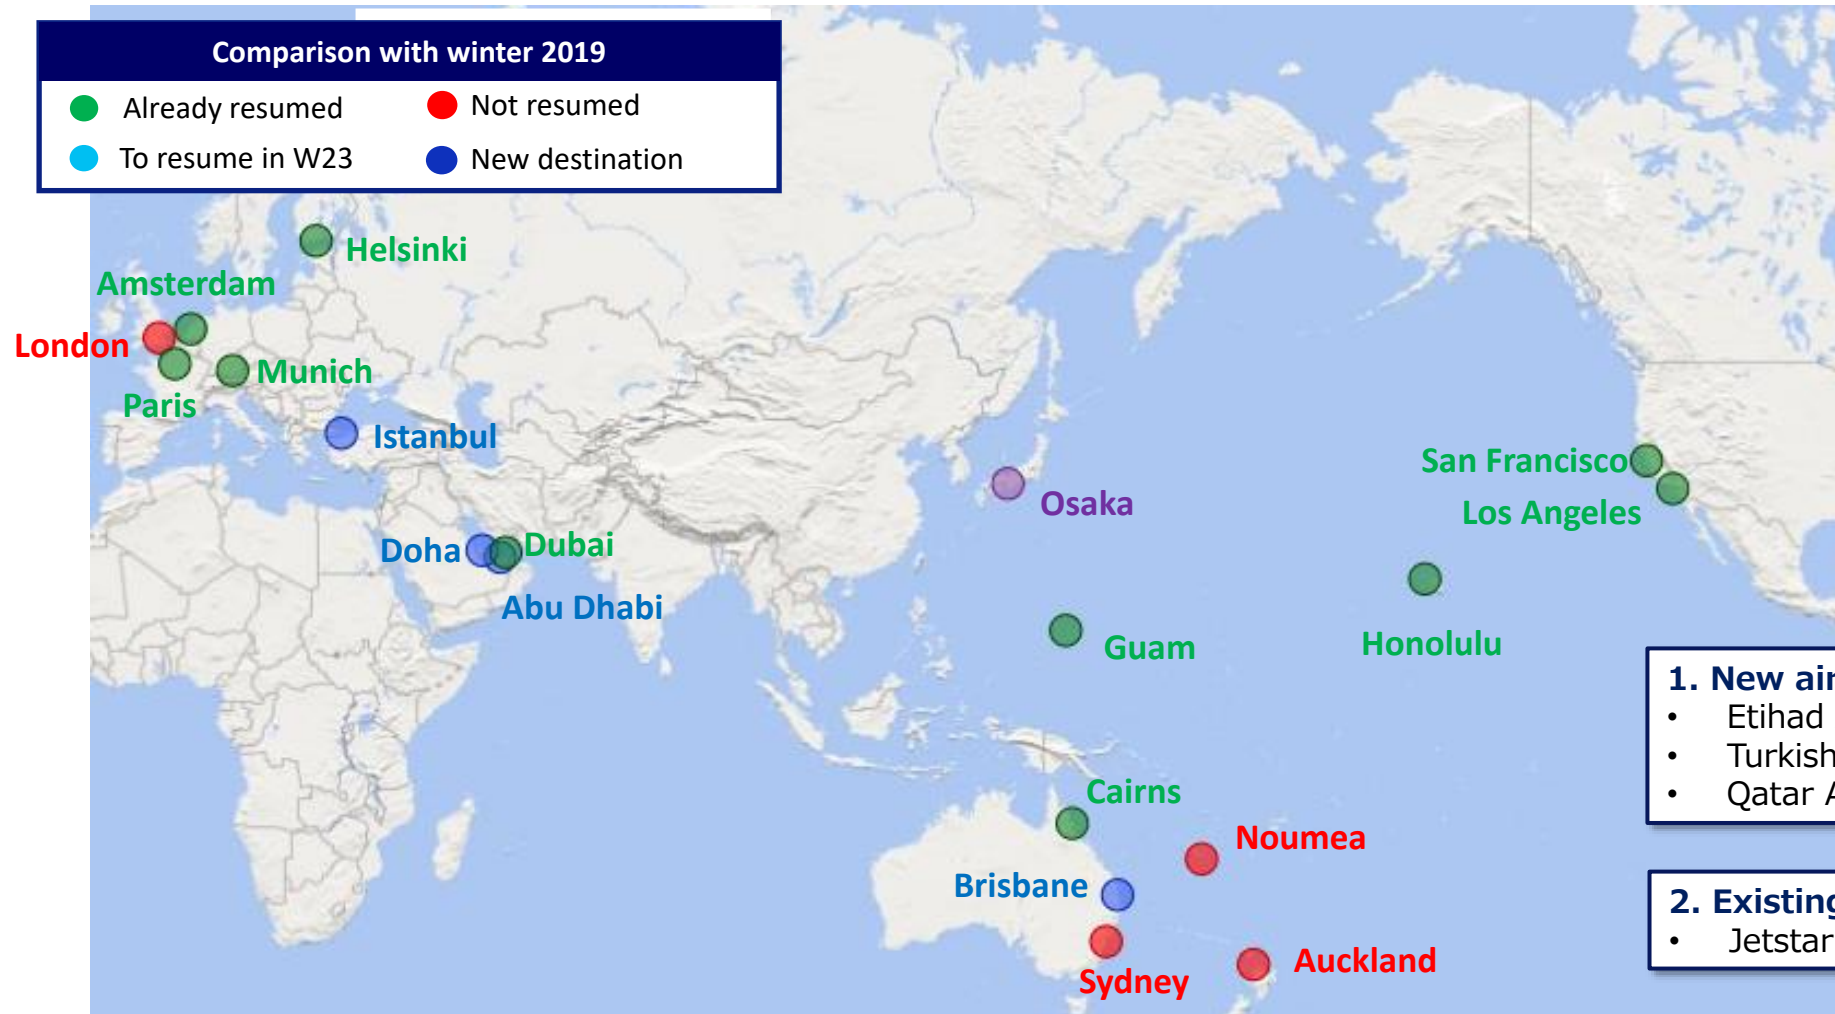 Comparison with winter 2019
Already resumed
Not resumed
To resume in W23
New destination
Helsinki
Amsterdam
London
Munich
Paris
Istanbul
San Francisco
Osaka
Los Angeles
Doha
Dubai
Abu Dhabi
Guam
Honolulu
1. New
• Etihad
• Turkish
• Qatar
Cairns
Noumea
Brisbane
2. Existing
• Jetstar
Auckland
Sydney